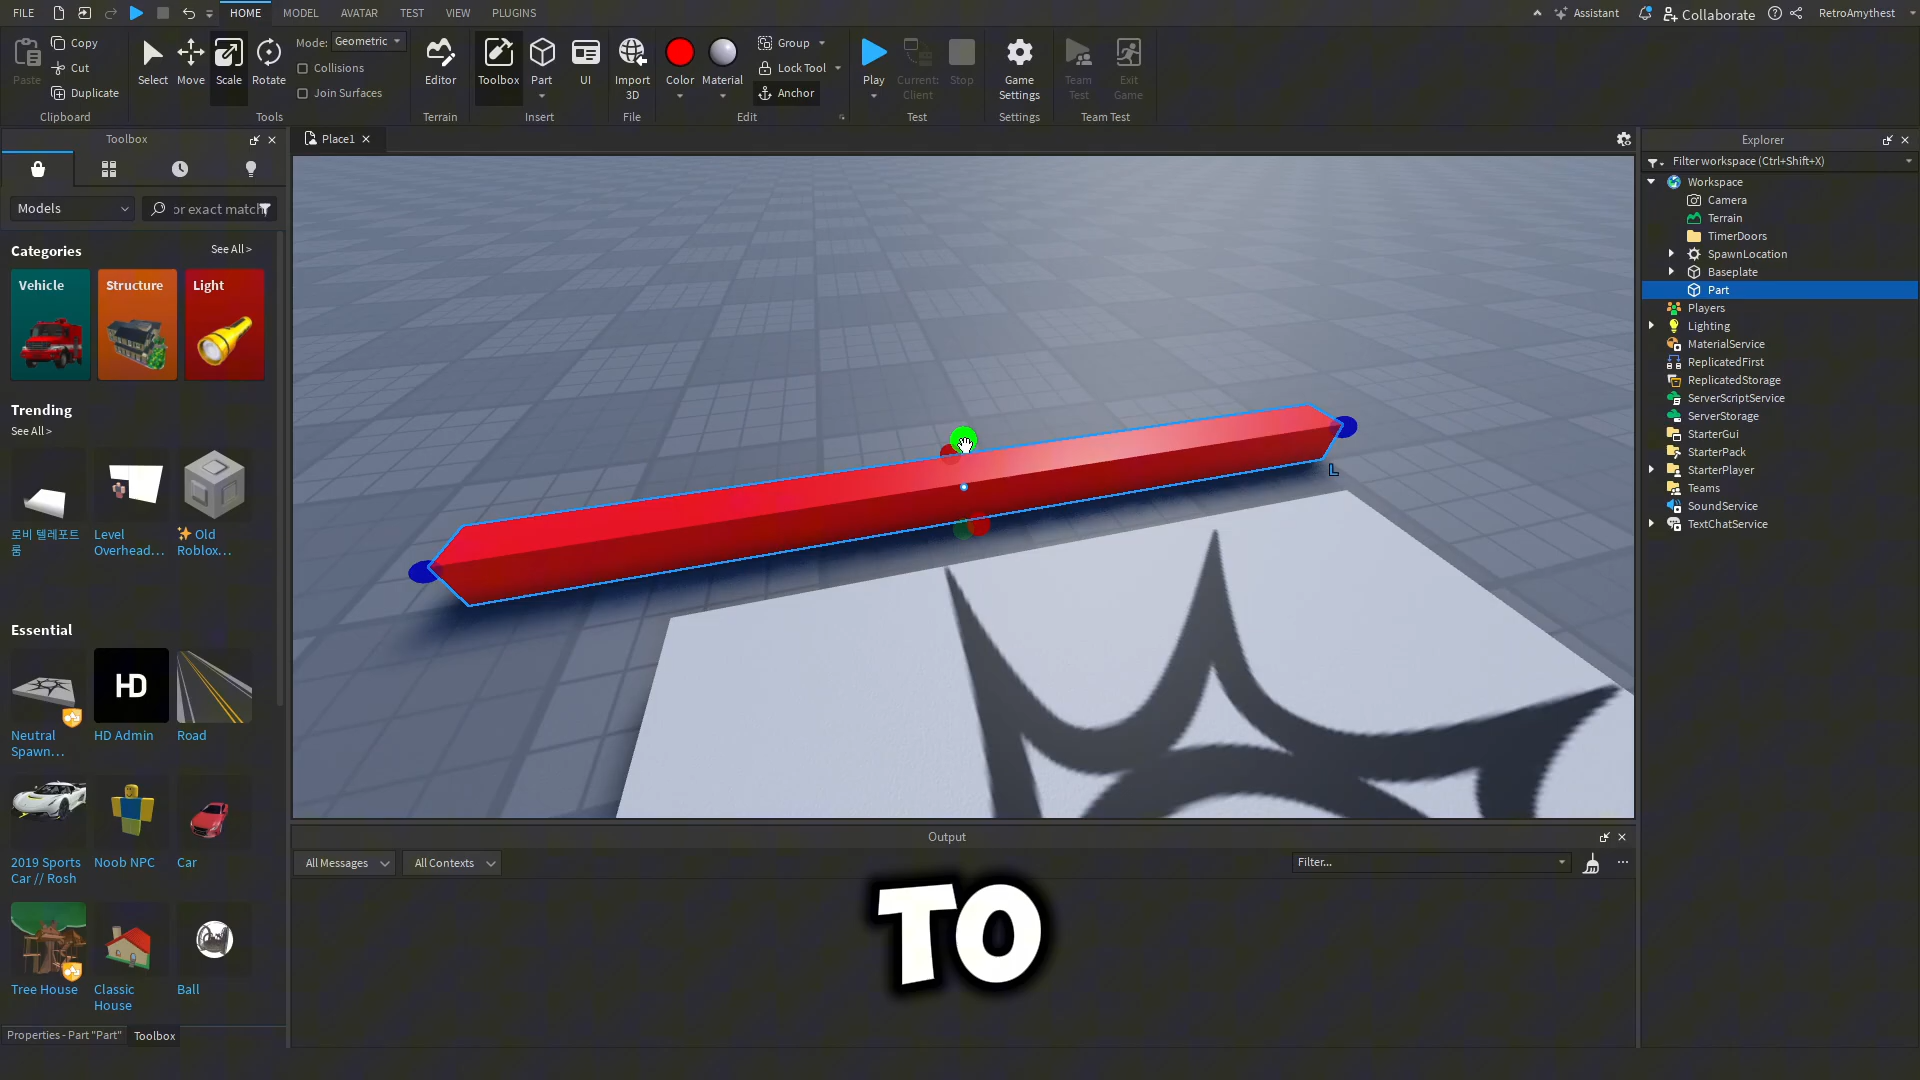 FILE HOME MODEL AVATAR TEST VIEW PLUGINS Assistant Collaborate RetroAmythest
Paste Copy Cut Duplicate
Clipboard
Select Move Scale Rotate
Mode: Geometric
Collisions
Join Surfaces
Tools
Editor
Terrain
Toolbox Part UI
Insert
Import
3D
File
Color Material
Group
Lock Tool
Anchor
Edit
Play Current:
Client Stop
Test
Game
Settings
Settings
Team
Test
Exit
Game
Team Test
Toolbox
Models or exact match
Categories See All >
Vehicle Structure Light
Trending
See All >
로비 텔레포트
룸
Level
Overhead...
✨ Old
Roblox...
Essential
Neutral
Spawn...
HD
HD Admin
Road
2019 Sports
Car // Rosh
Noob NPC
Car
Tree House
Classic
House
Ball
Properties - Part "Part" Toolbox
Place1
L
Output
All Messages All Contexts Filter...
TO
Explorer
Filter workspace (Ctrl+Shift+X)
Workspace
Camera
Terrain
TimerDoors
SpawnLocation
Baseplate
Part
Players
Lighting
MaterialService
ReplicatedFirst
ReplicatedStorage
ServerScriptService
ServerStorage
StarterGui
StarterPack
StarterPlayer
Teams
SoundService
TextChatService